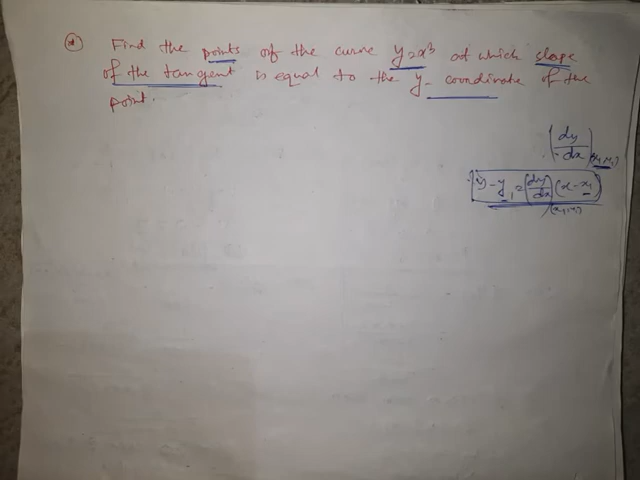 * Find the points of the curve y=x³ at which slope
of the tangent is equal to the y- coordinate of the
point.
(dy/dx)(x₁,y₁)
(y) - y₁ = (dy/dx)(x - x₁)
(x₁,y₁)